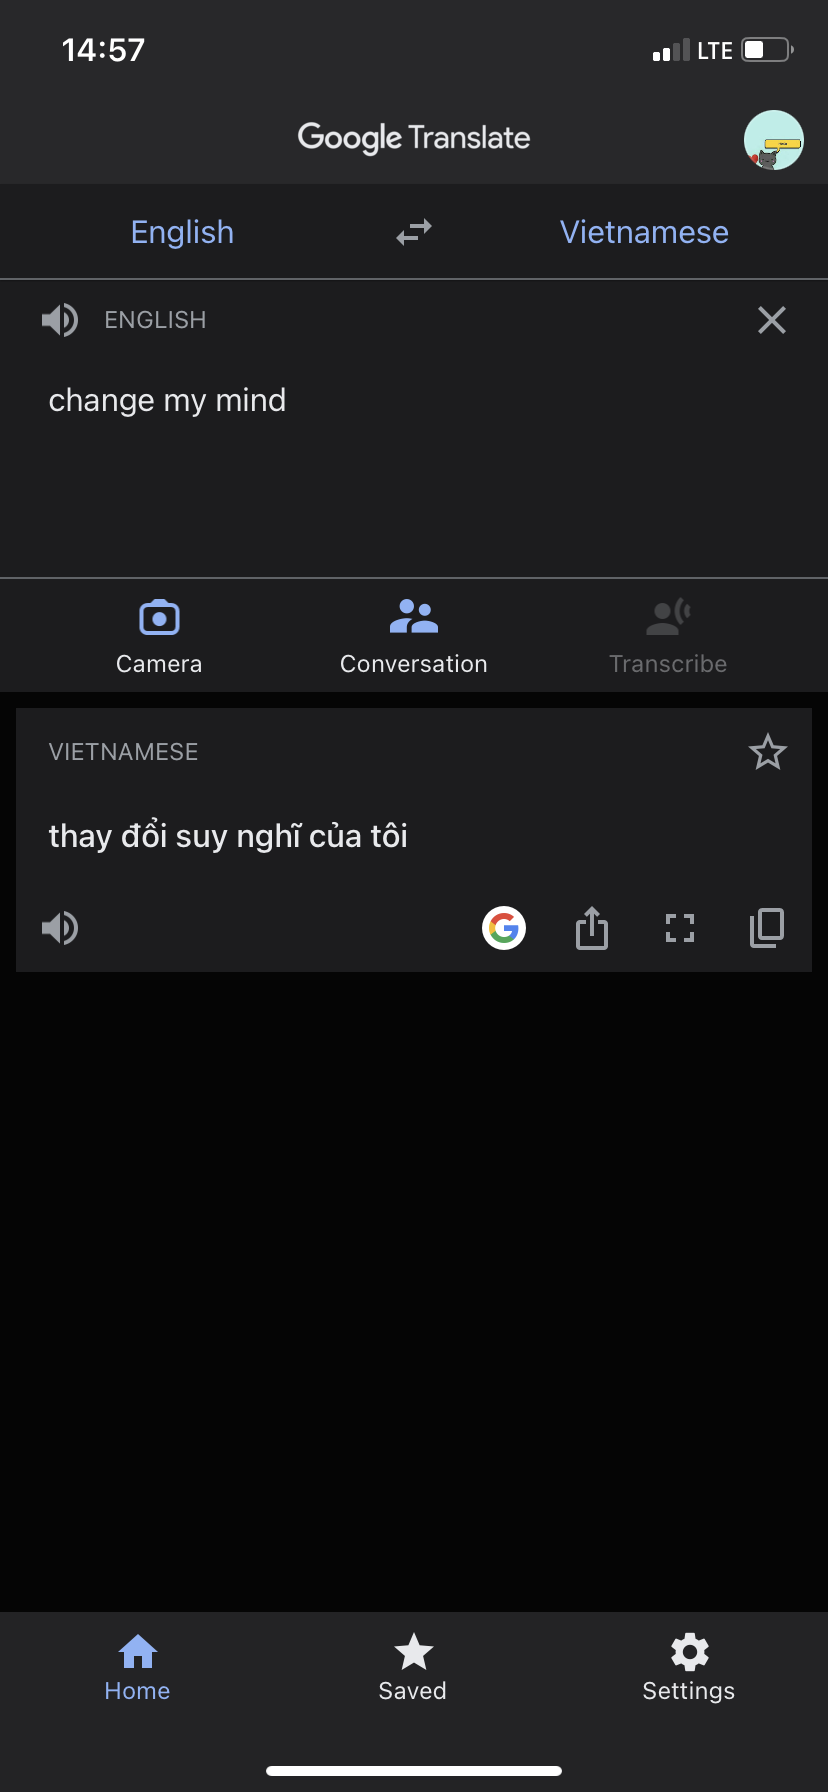 14:57
LTE
Google Translate
English
Vietnamese
ENGLISH
change my mind
Camera
Conversation
Transcribe
VIETNAMESE
thay đổi suy nghĩ của tôi
Home
Saved
Settings